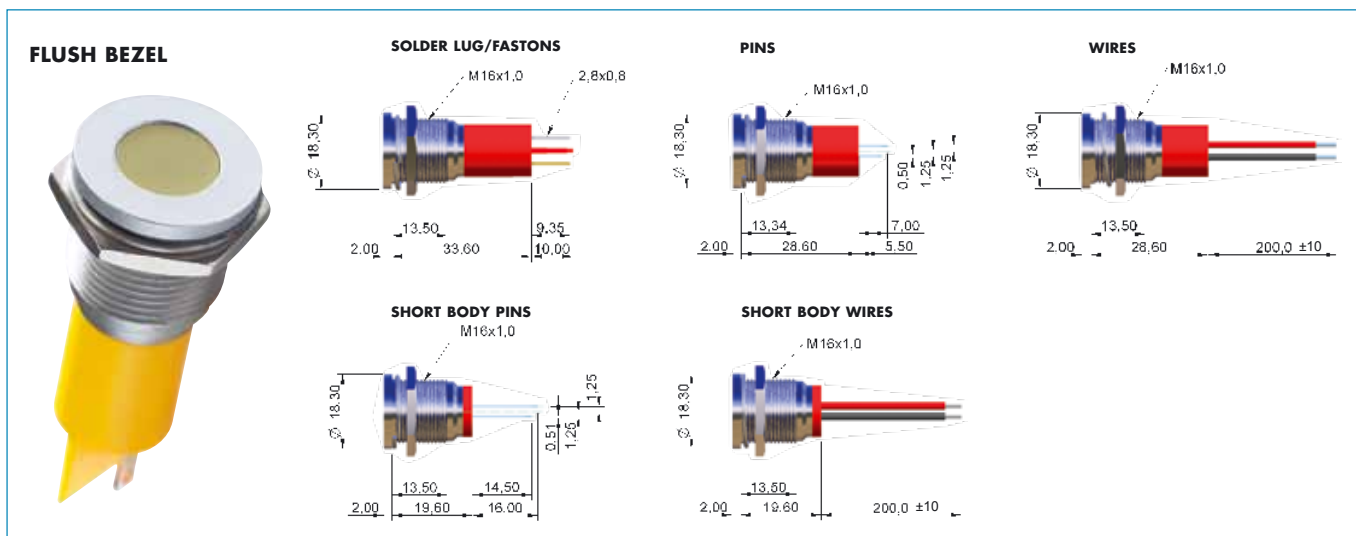 FLUSH BEZEL
SOLDER LUG/FASTONS
M16x1,0
2,8x0,8
Ø 18,30
13.50
9.35
2.00
33.60
10,00
PINS
M16x1,0
Ø 18,30
0,50
1,25
1,25
13,34
7,00
2.00
28.60
5,50
WIRES
M16x1,0
Ø 18,30
13,50
2.00
28,60
200,0 ±10
SHORT BODY PINS
M16x1,0
Ø 18.30
1,25
0.51
1,25
13.50
14,50
2,00
19,60
16.00
SHORT BODY WIRES
M16x1,0
Ø 18.30
13.50
2,00
19.60
200,0 ±10